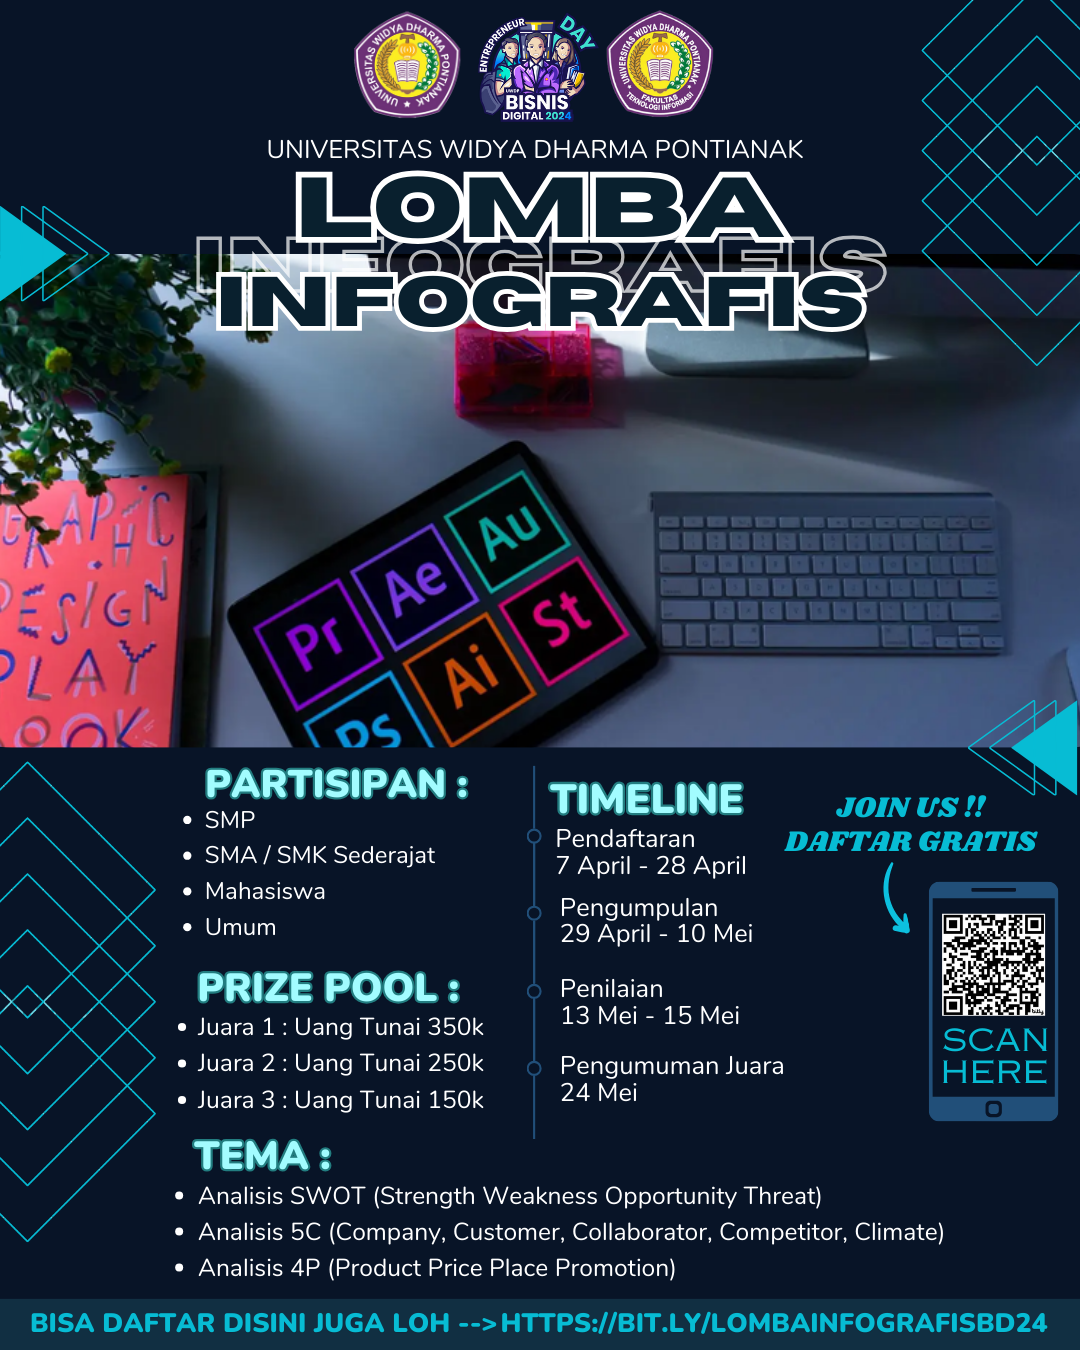 UNIVERSITAS WIDYA DHARMA PONTIANAK
ENTREPRENEUR DAY
UWDP
BISNIS
DIGITAL 2024
UNIVERSITAS WIDYA DHARMA PONTIANAK
FAKULTAS
TEKNOLOGI INFORMASI
UNIVERSITAS WIDYA DHARMA PONTIANAK
LOMBA
INFOGRAFIS
INFOGRAFIS
GRAPHIC
DESIGN
PLAY
BOOK
Pr
Ae
Au
Ps
Ai
St
PARTISIPAN :
SMP
SMA / SMK Sederajat
Mahasiswa
Umum
PRIZE POOL :
Juara 1 : Uang Tunai 350k
Juara 2 : Uang Tunai 250k
Juara 3 : Uang Tunai 150k
TIMELINE
Pendaftaran
7 April - 28 April
Pengumpulan
29 April - 10 Mei
Penilaian
13 Mei - 15 Mei
Pengumuman Juara
24 Mei
JOIN US !!
DAFTAR GRATIS
SCAN
HERE
TEMA :
Analisis SWOT (Strength Weakness Opportunity Threat)
Analisis 5C (Company, Customer, Collaborator, Competitor, Climate)
Analisis 4P (Product Price Place Promotion)
BISA DAFTAR DISINI JUGA LOH --> HTTPS://BIT.LY/LOMBAINFOGRAFISBD24